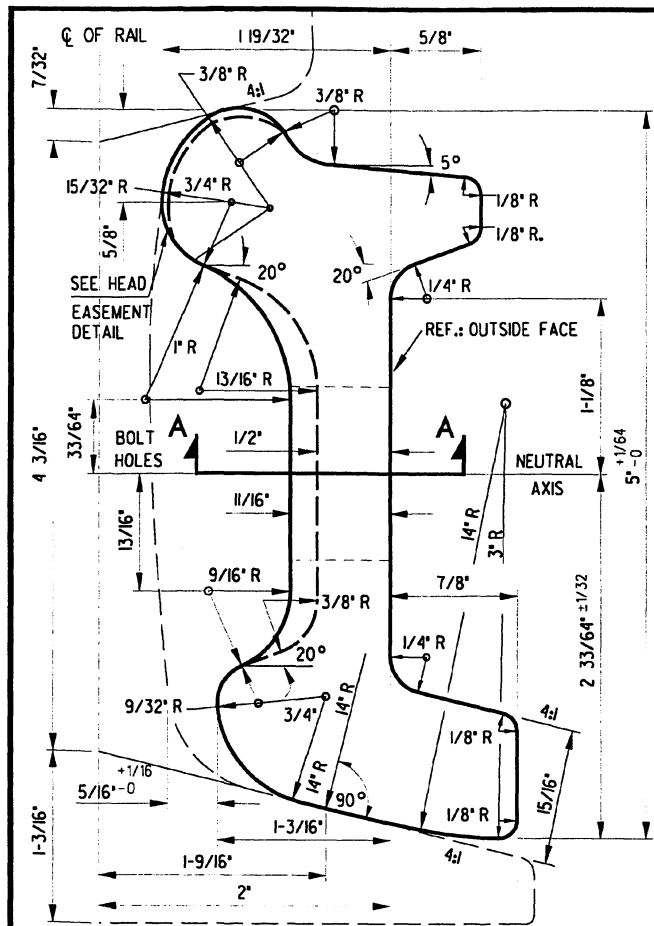 ℄ OF RAIL
1 19/32"
5/8"
7/32"
3/8" R
4:1
3/8" R
5°
15/32" R
3/4" R
1/8" R
5/8"
1/8" R.
20°
20°
1/4" R
SEE HEAD
EASEMENT
DETAIL
REF.: OUTSIDE FACE
1" R
13/16" R
1-1/8"
4 3/16"
33/64"
BOLT
HOLES
A
1/2"
A
NEUTRAL
AXIS
5" +1/64 -0
11/16"
14" R
3" R
13/16"
9/16" R
7/8"
3/8" R
2 33/64" ±1/32
20°
1/4" R
9/32" R
3/4"
14" R
4:1
1/8" R
14" R
15/16"
5/16" +1/16 -0
90°
1/8" R
1-3/16"
1-3/16"
4:1
1-9/16"
2"